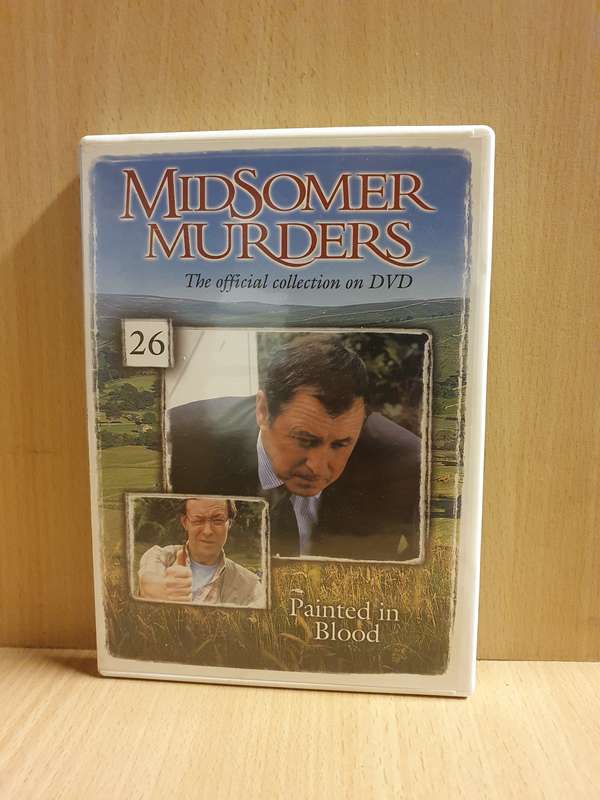 MIDSOMER
MURDERS
The official collection on DVD
26
Painted in
Blood